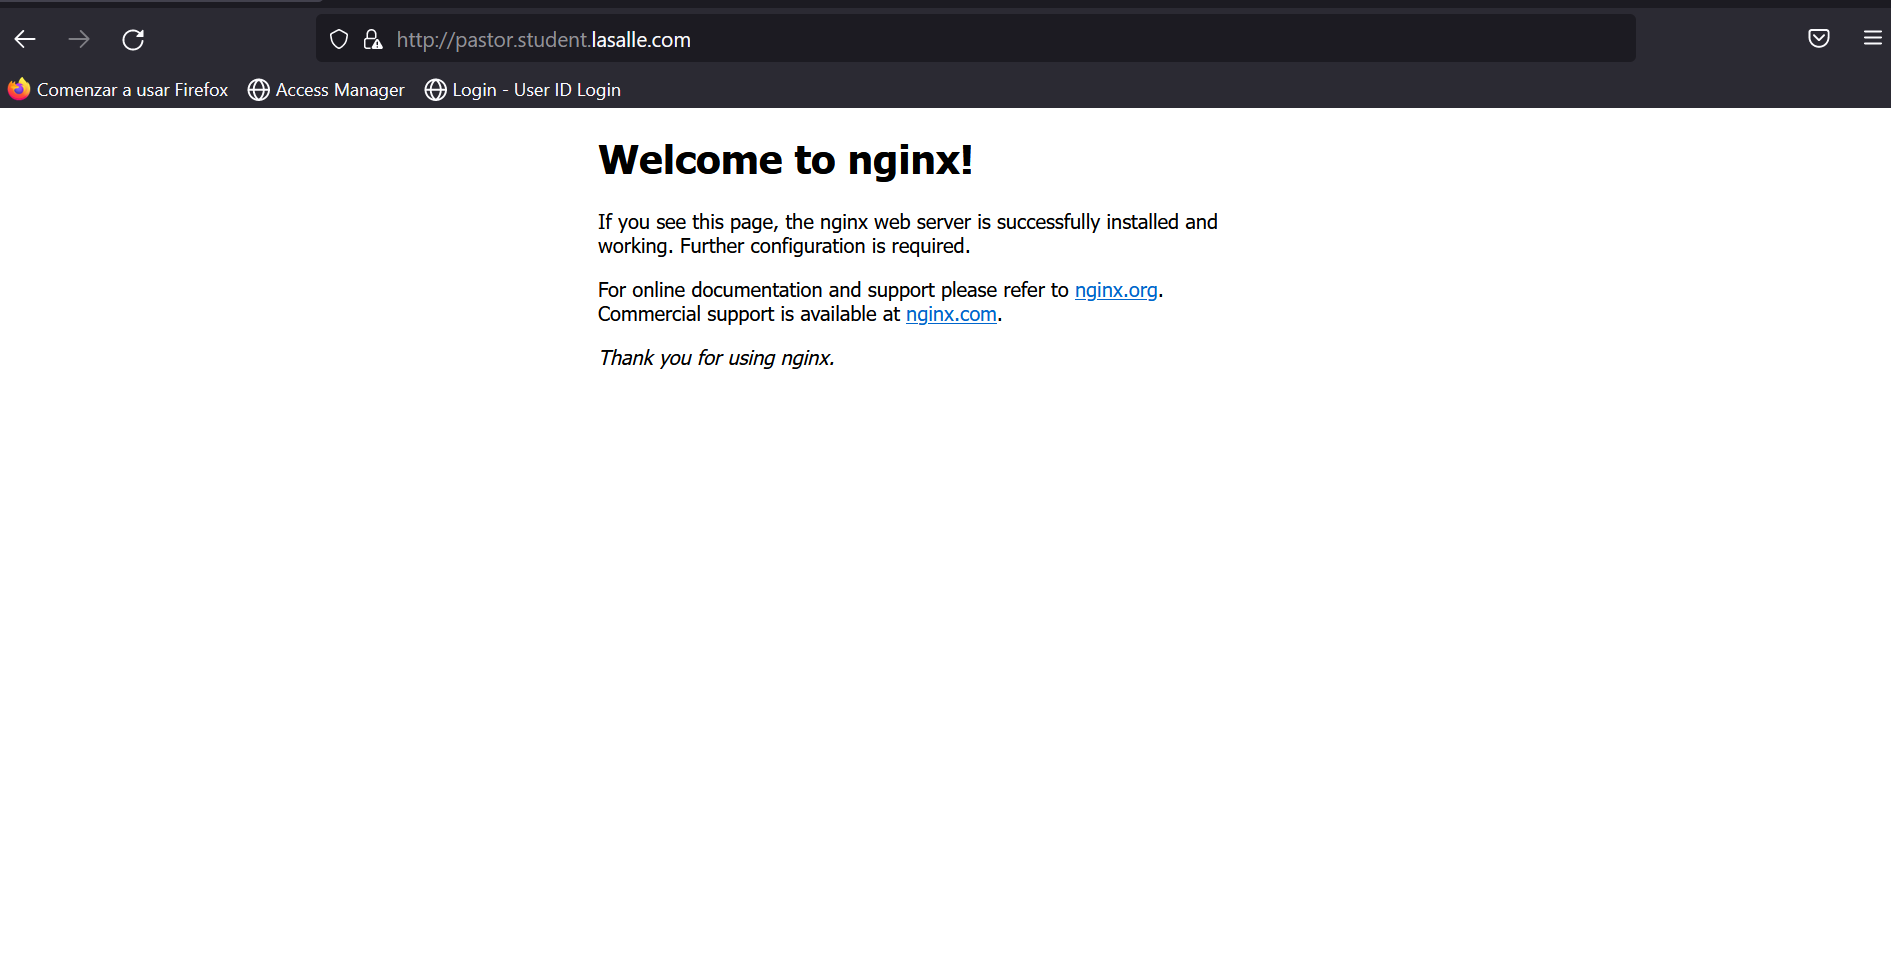 http://pastor.student.lasalle.com
Comenzar a usar Firefox Access Manager Login - User ID Login
Welcome to nginx!
If you see this page, the nginx web server is successfully installed and
working. Further configuration is required.
For online documentation and support please refer to nginx.org.
Commercial support is available at nginx.com.
Thank you for using nginx.